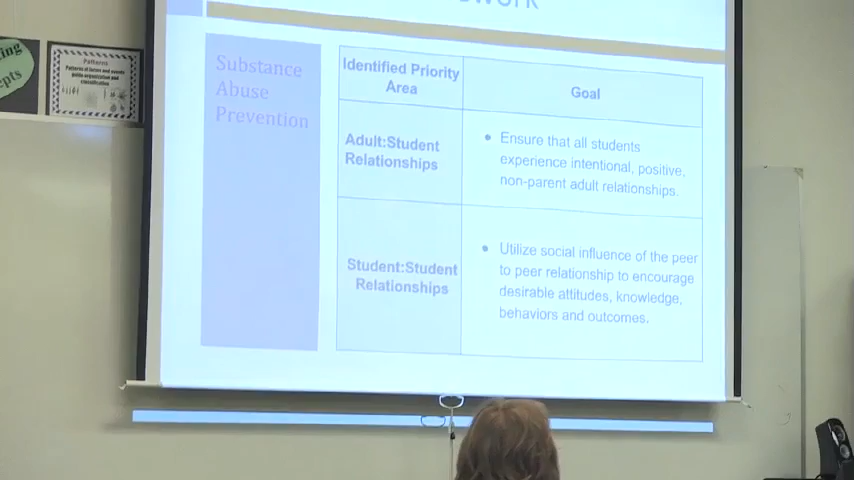 Substance
Abuse
Prevention
Identified Priority
Area
Goal
Adult:Student
Relationships
● Ensure that all students
experience intentional, positive,
non-parent adult relationships.
Student:Student
Relationships
● Utilize social influence of the peer
to peer relationship to encourage
desirable attitudes, knowledge,
behaviors and outcomes.
Patterns